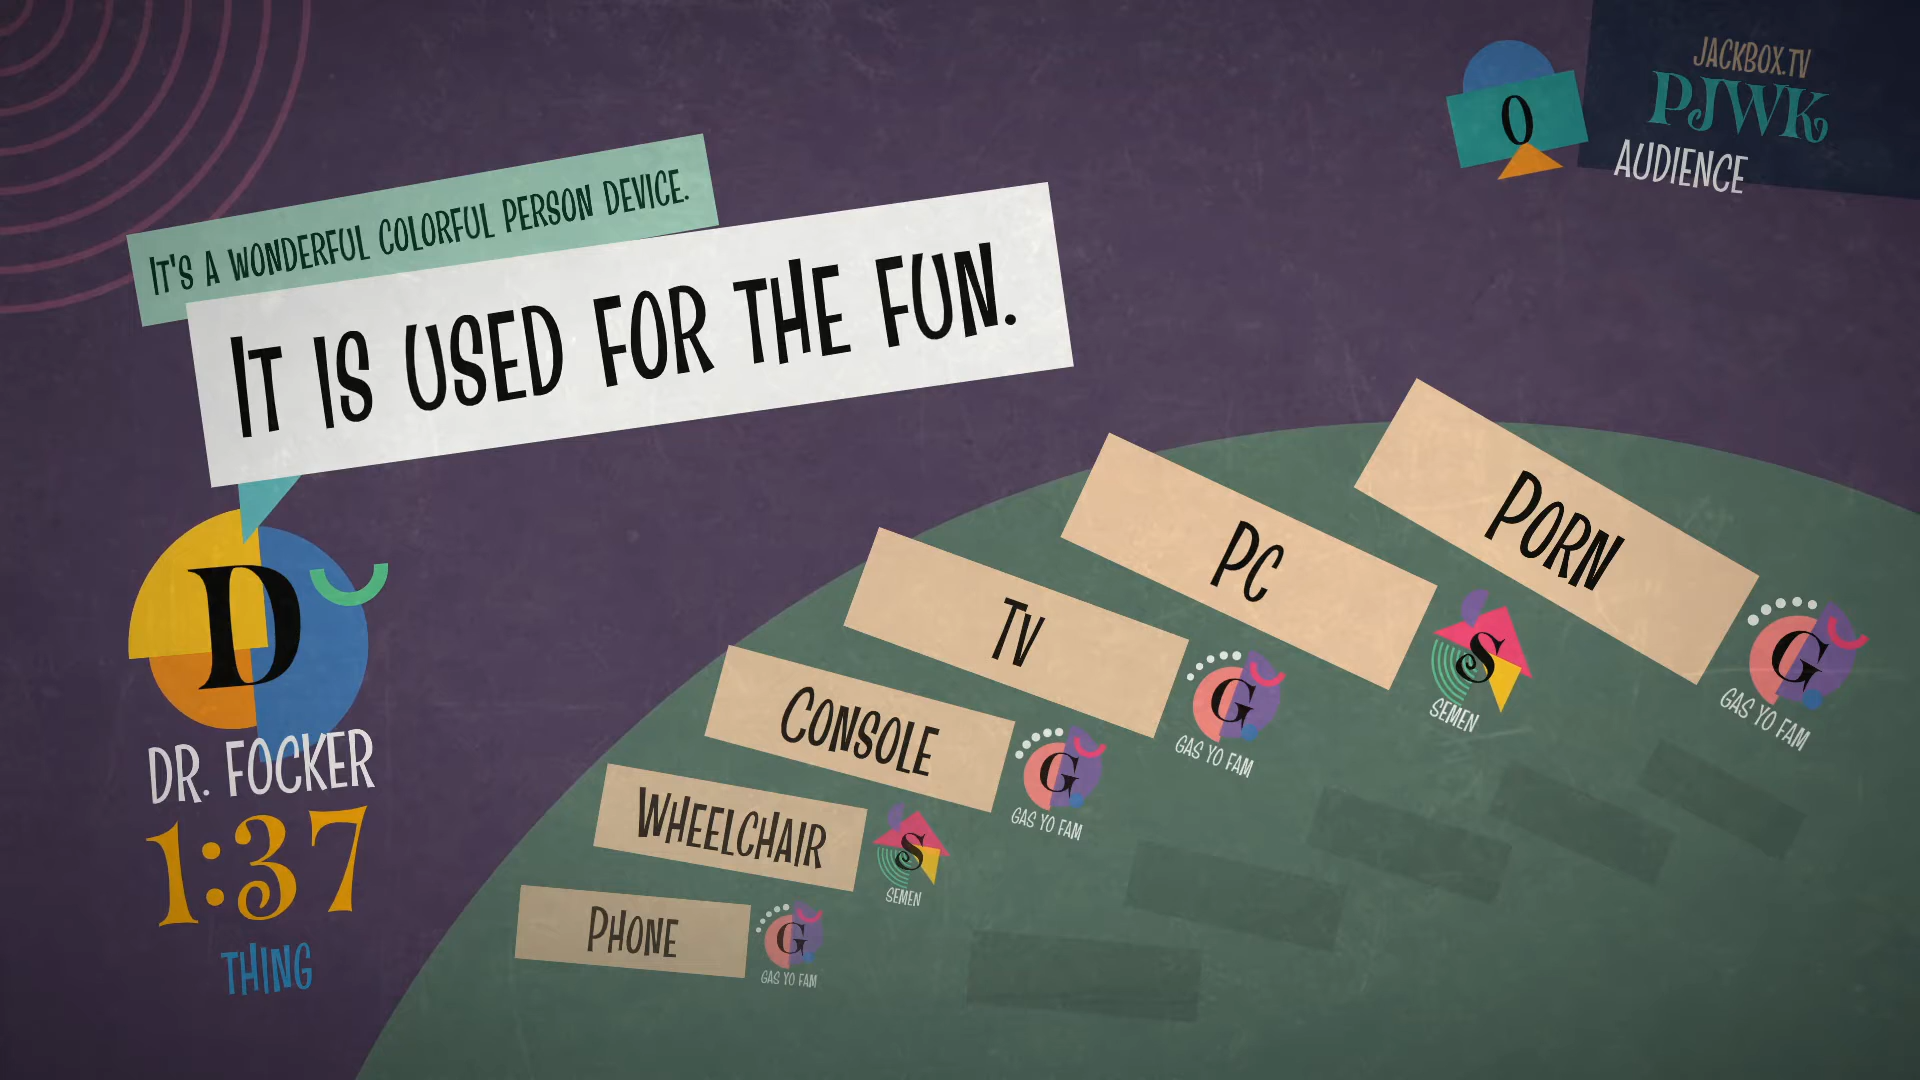 JACKBOX.TV
PJWK
0
AUDIENCE
IT'S A WONDERFUL COLORFUL PERSON DEVICE.
IT IS USED FOR THE FUN.
D
DR. FOCKER
1:37
THING
PORN
G
GAS YO FAM
PC
S
SEMEN
TV
G
GAS YO FAM
CONSOLE
G
GAS YO FAM
WHEELCHAIR
S
SEMEN
PHONE
G
GAS YO FAM